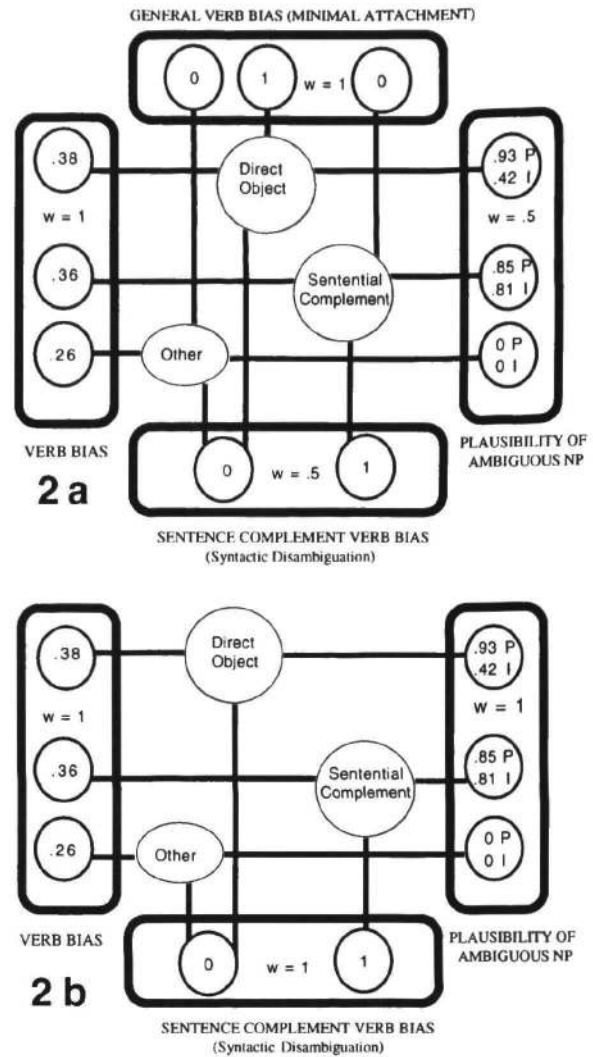 GENERAL VERB BIAS (MINIMAL ATTACHMENT)
0 1 w = 1 0
.38
w = 1
.36
.26
Direct
Object
Sentential
Complement
Other
.93 P
.42 I
w = .5
.85 P
.81 I
0 P
0 I
0 w = .5 1
VERB BIAS
PLAUSIBILITY OF
AMBIGUOUS NP
2a
SENTENCE COMPLEMENT VERB BIAS
(Syntactic Disambiguation)
.38
w = 1
.36
.26
Direct
Object
Sentential
Complement
Other
.93 P
.42 I
w = 1
.85 P
.81 I
0 P
0 I
0 w = 1 1
VERB BIAS
PLAUSIBILITY OF
AMBIGUOUS NP
2b
SENTENCE COMPLEMENT VERB BIAS
(Syntactic Disambiguation)